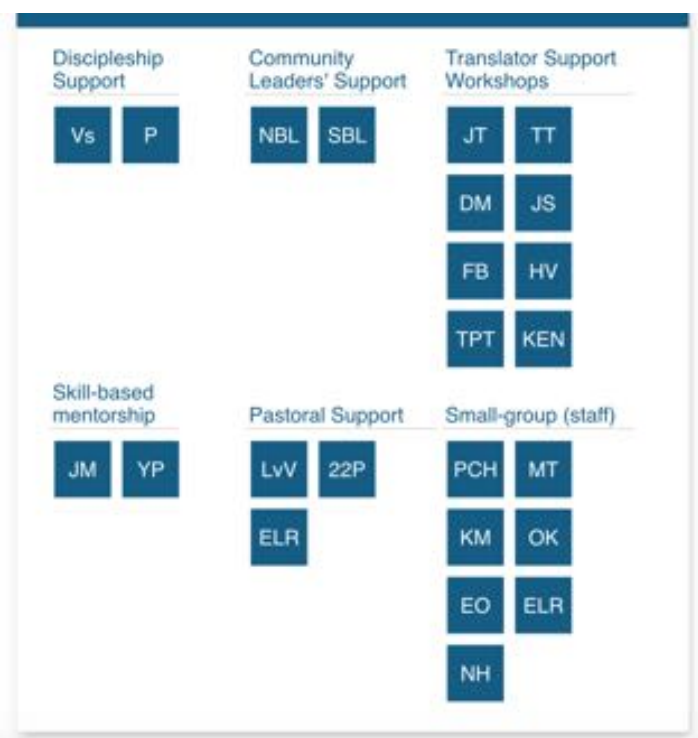 Discipleship
Support
Vs P
Community
Leaders' Support
NBL SBL
Translator Support
Workshops
JT TT
DM JS
FB HV
TPT KEN
Skill-based
mentorship
JM YP
Pastoral Support
LvV 22P
ELR
Small-group (staff)
PCH MT
KM OK
EO ELR
NH